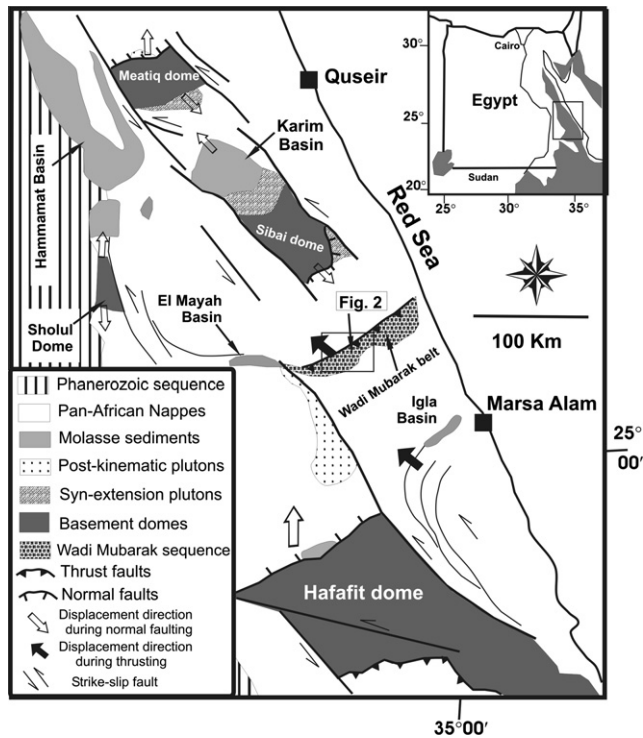 Meatiq dome
Quseir
Karim
Basin
Hammamat Basin
Sibai dome
Red Sea
Sholul
Dome
El Mayah
Basin
Fig. 2
Wadi Mubarak belt
Igla
Basin
Marsa Alam
Hafafit dome
100 Km
25°
00'
35°00'
30°
25°
20°
25°
30°
35°
Cairo
Egypt
Sudan
Phanerozoic sequence
Pan-African Nappes
Molasse sediments
Post-kinematic plutons
Syn-extension plutons
Basement domes
Wadi Mubarak sequence
Thrust faults
Normal faults
Displacement direction
during normal faulting
Displacement direction
during thrusting
Strike-slip fault